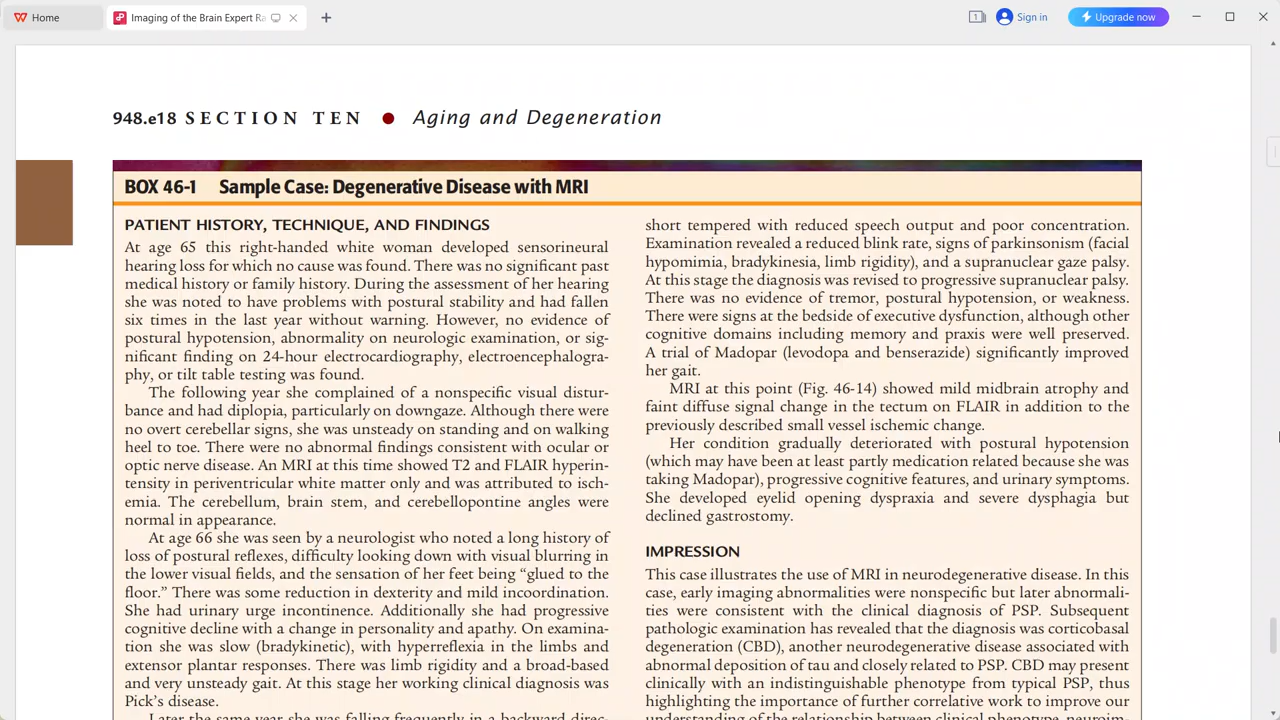 Home
Imaging of the Brain Expert Ra
1
Sign in
Upgrade now
948.e18 SECTION TEN ● Aging and Degeneration
BOX 46-1 Sample Case: Degenerative Disease with MRI
PATIENT HISTORY, TECHNIQUE, AND FINDINGS
At age 65 this right-handed white woman developed sensorineural
hearing loss for which no cause was found. There was no significant past
medical history or family history. During the assessment of her hearing
she was noted to have problems with postural stability and had fallen
six times in the last year without warning. However, no evidence of
postural hypotension, abnormality on neurologic examination, or sig-
nificant finding on 24-hour electrocardiography, electroencephalogra-
phy, or tilt table testing was found.
The following year she complained of a nonspecific visual distur-
bance and had diplopia, particularly on downgaze. Although there were
no overt cerebellar signs, she was unsteady on standing and on walking
heel to toe. There were no abnormal findings consistent with ocular or
optic nerve disease. An MRI at this time showed T2 and FLAIR hyperin-
tensity in periventricular white matter only and was attributed to isch-
emia. The cerebellum, brain stem, and cerebellopontine angles were
normal in appearance.
At age 66 she was seen by a neurologist who noted a long history of
loss of postural reflexes, difficulty looking down with visual blurring in
the lower visual fields, and the sensation of her feet being “glued to the
floor.” There was some reduction in dexterity and mild incoordination.
She had urinary urge incontinence. Additionally she had progressive
cognitive decline with a change in personality and apathy. On examina-
tion she was slow (bradykinetic), with hyperreflexia in the limbs and
extensor plantar responses. There was limb rigidity and a broad-based
and very unsteady gait. At this stage her working clinical diagnosis was
Pick’s disease.
Later the same year she was falling frequently in a backward direc-
short tempered with reduced speech output and poor concentration.
Examination revealed a reduced blink rate, signs of parkinsonism (facial
hypomimia, bradykinesia, limb rigidity), and a supranuclear gaze palsy.
At this stage the diagnosis was revised to progressive supranuclear palsy.
There was no evidence of tremor, postural hypotension, or weakness.
There were signs at the bedside of executive dysfunction, although other
cognitive domains including memory and praxis were well preserved.
A trial of Madopar (levodopa and benserazide) significantly improved
her gait.
MRI at this point (Fig. 46-14) showed mild midbrain atrophy and
faint diffuse signal change in the tectum on FLAIR in addition to the
previously described small vessel ischemic change.
Her condition gradually deteriorated with postural hypotension
(which may have been at least partly medication related because she was
taking Madopar), progressive cognitive features, and urinary symptoms.
She developed eyelid opening dyspraxia and severe dysphagia but
declined gastrostomy.
IMPRESSION
This case illustrates the use of MRI in neurodegenerative disease. In this
case, early imaging abnormalities were nonspecific but later abnormali-
ties were consistent with the clinical diagnosis of PSP. Subsequent
pathologic examination has revealed that the diagnosis was corticobasal
degeneration (CBD), another neurodegenerative disease associated with
abnormal deposition of tau and closely related to PSP. CBD may present
clinically with an indistinguishable phenotype from typical PSP, thus
highlighting the importance of further correlative work to improve our
understanding of the relationship between clinical phenotype, neuroim-